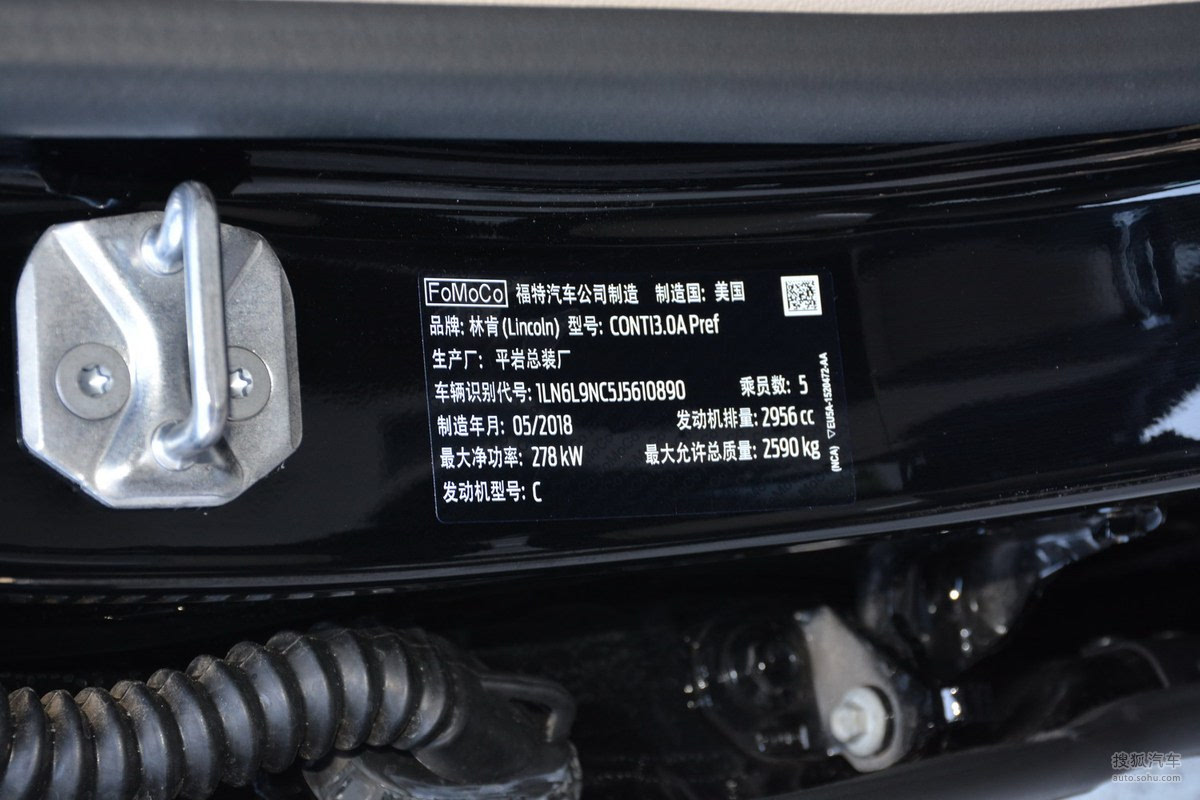 FoMoCo 福特汽车公司制造 制造国: 美国
品牌: 林肯 (Lincoln) 型号: CONTI3.0A Pref
生产厂: 平岩总装厂
车辆识别代号: 1LN6L9NC5J5610890 乘员数: 5
制造年月: 05/2018 发动机排量: 2956 cc
最大净功率: 278 kW 最大允许总质量: 2590 kg
发动机型号: C
(NCA) ▽EU5A-1520472-AA
搜狐汽车
auto.sohu.com